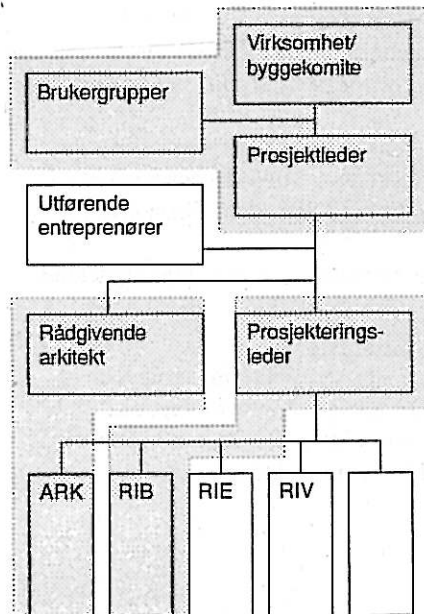 Virksomhet/
byggekomite
Brukergrupper
Prosjektleder
Utførende
entreprenører
Rådgivende
arkitekt
Prosjekterings-
leder
ARK
RIB
RIE
RIV